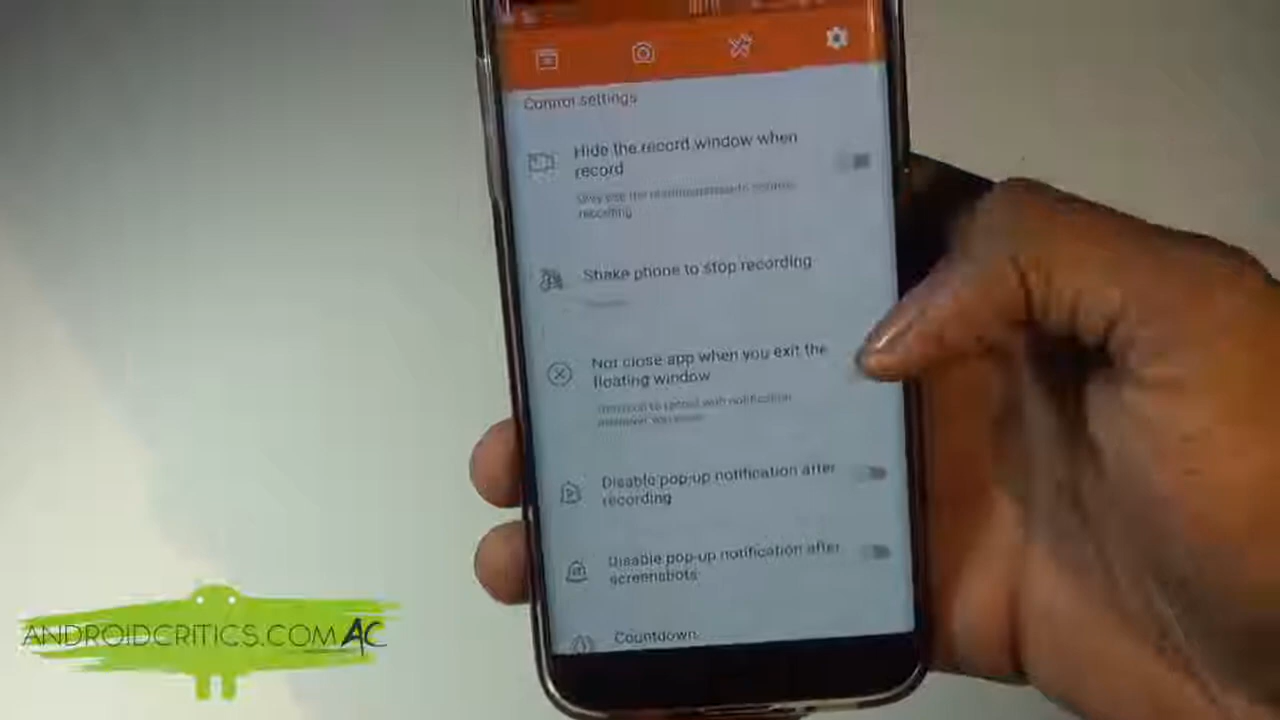 Control settings
Hide the record window when
record
recording
Shake phone to stop recording
Not close app when you exit the
floating window
Disable pop-up notification after
recording
Disable pop-up notification after
screenshots
Countdown
ANDROIDCRITICS.COM AC